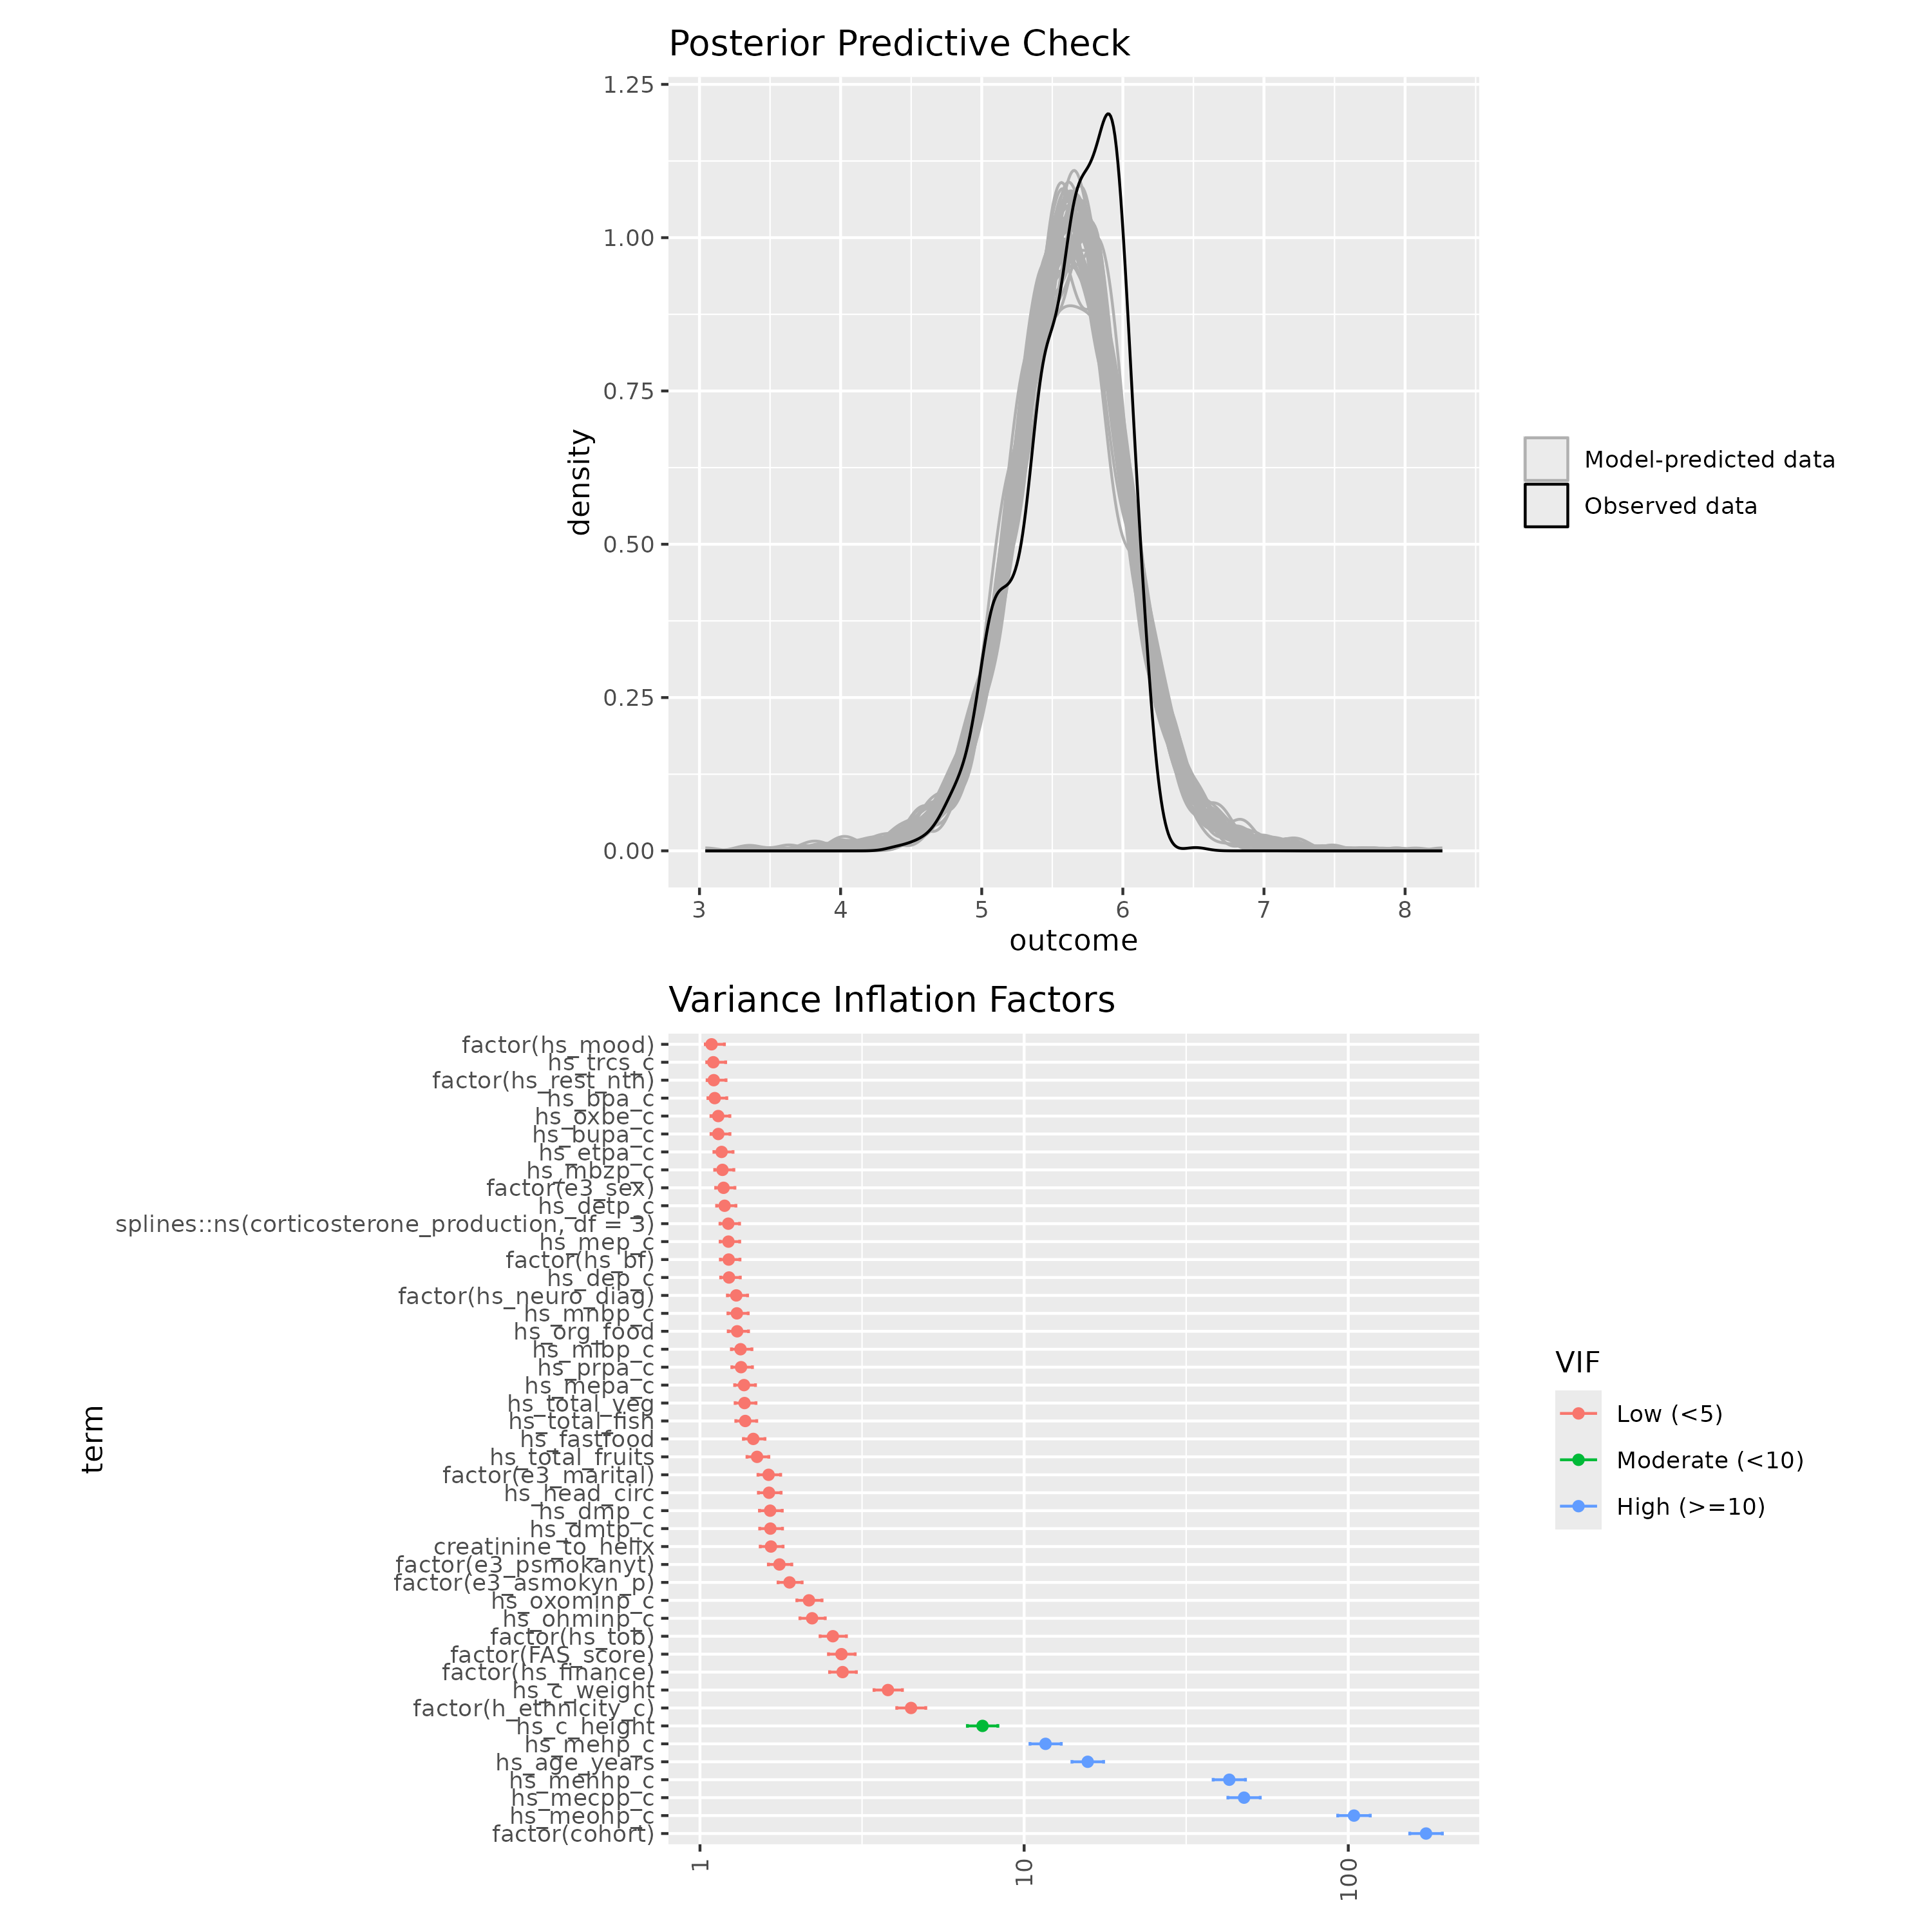 Posterior Predictive Check
1.25
1.00
0.75
0.50
0.25
0.00
density
3 4 5 6 7 8
outcome
Model-predicted data
Observed data
Variance Inflation Factors
term
factor(hs_mood)
hs_trcs_c
factor(hs_rest_nth)
hs_bpa_c
hs_oxbe_c
hs_bupa_c
hs_etpa_c
hs_mbzp_c
factor(e3_sex)
hs_detp_c
splines::ns(corticosterone_production, df = 3)
hs_mep_c
factor(hs_bf)
hs_dep_c
factor(hs_neuro_diag)
hs_mnbp_c
hs_org_food
hs_mibp_c
hs_prpa_c
hs_mepa_c
hs_total_veg
hs_total_fish
hs_fastfood
hs_total_fruits
factor(e3_marital)
hs_head_circ
hs_dmp_c
hs_dmtp_c
creatinine_to_helix
factor(e3_psmokanyt)
factor(e3_asmokyn_p)
hs_oxominp_c
hs_ohminp_c
factor(hs_tob)
factor(FAS_score)
factor(hs_finance)
hs_c_weight
factor(h_ethnicity_c)
hs_c_height
hs_mehp_c
hs_age_years
hs_mehhp_c
hs_mecpp_c
hs_meohp_c
factor(cohort)
1 10 100
VIF
Low (<5)
Moderate (<10)
High (>=10)